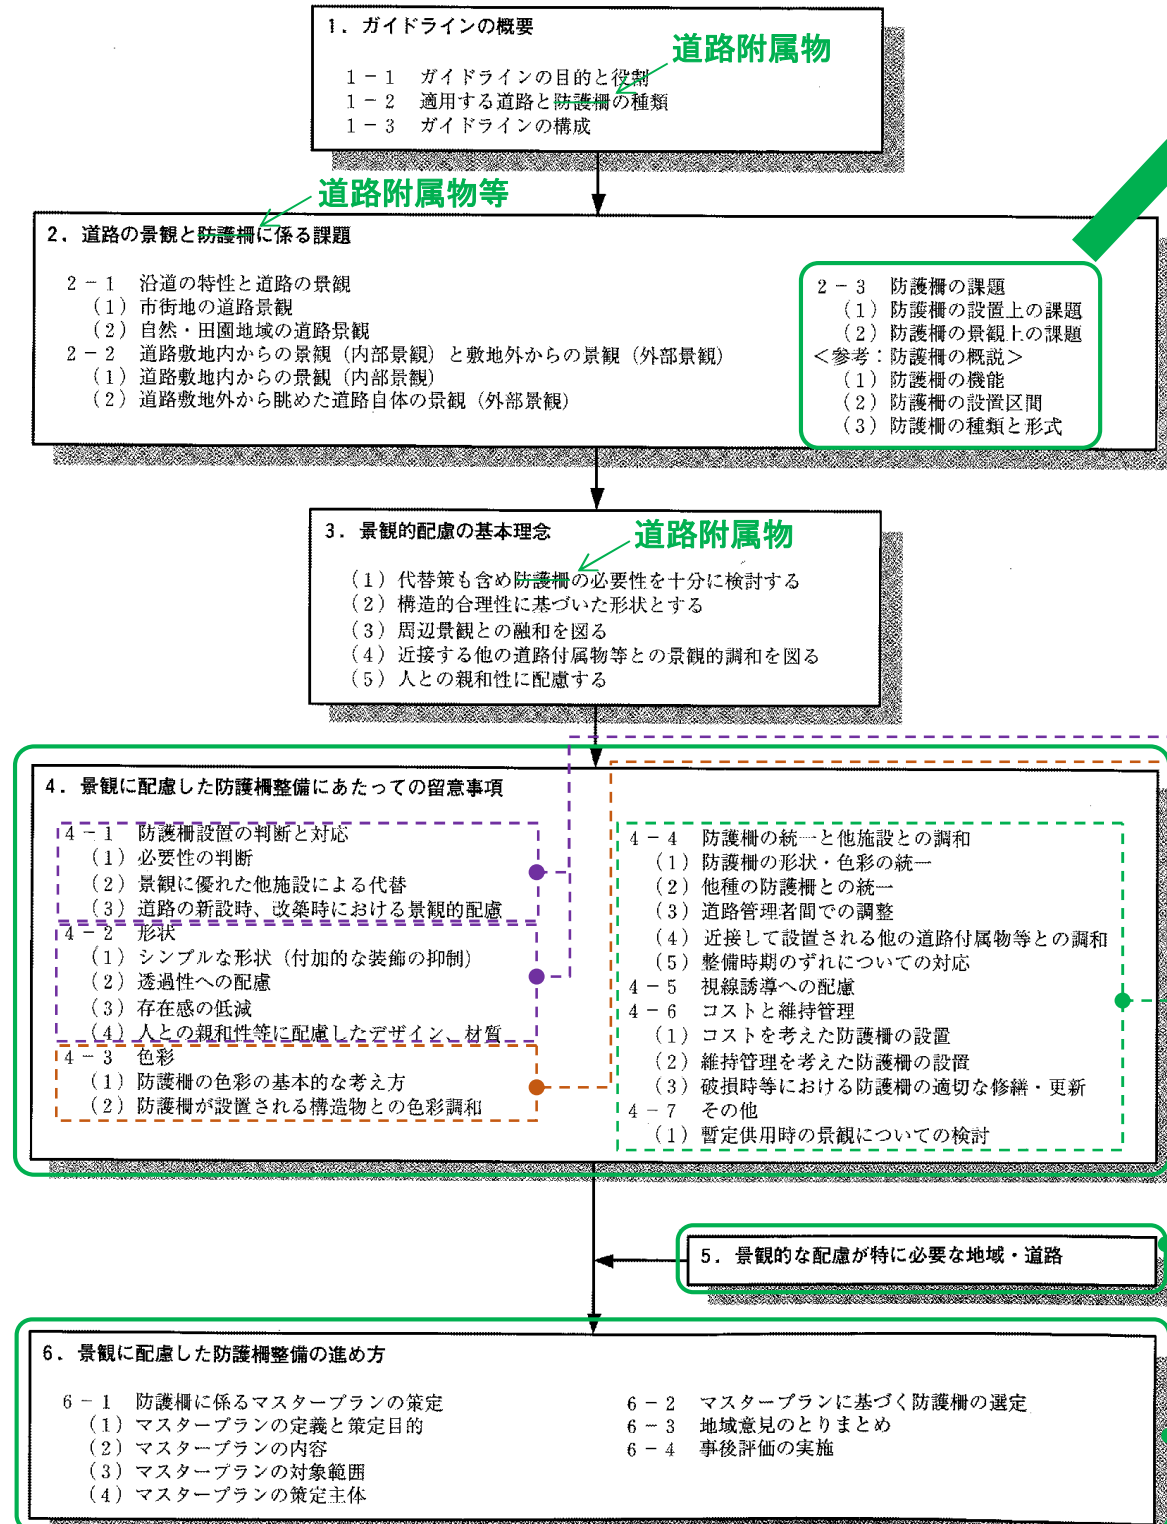 1. ガイドラインの概要
道路附属物
1-1 ガイドラインの目的と役割
1-2 適用する道路と防護柵の種類
1-3 ガイドラインの構成
道路附属物等
2. 道路の景観と防護柵に係る課題
2-1 沿道の特性と道路の景観
(1) 市街地の道路景観
(2) 自然・田園地域の道路景観
2-2 道路敷地内からの景観（内部景観）と敷地外からの景観（外部景観）
(1) 道路敷地内からの景観（内部景観）
(2) 道路敷地外から眺めた道路自体の景観（外部景観）
2-3 防護柵の課題
(1) 防護柵の設置上の課題
(2) 防護柵の景観上の課題
＜参考：防護柵の概説＞
(1) 防護柵の機能
(2) 防護柵の設置区間
(3) 防護柵の種類と形式
3. 景観的配慮の基本理念
道路附属物
(1) 代替策も含め防護柵の必要性を十分に検討する
(2) 構造的合理性に基づいた形状とする
(3) 周辺景観との融和を図る
(4) 近接する他の道路付属物等との景観的調和を図る
(5) 人との親和性に配慮する
4. 景観に配慮した防護柵整備にあたっての留意事項
4-1 防護柵設置の判断と対応
(1) 必要性の判断
(2) 景観に優れた他施設による代替
(3) 道路の新設時、改築時における景観的配慮
4-2 形状
(1) シンプルな形状（付加的な装飾の抑制）
(2) 透過性への配慮
(3) 存在感の低減
(4) 人との親和性等に配慮したデザイン、材質
4-3 色彩
(1) 防護柵の色彩の基本的な考え方
(2) 防護柵が設置される構造物との色彩調和
4-4 防護柵の統一と他施設との調和
(1) 防護柵の形状・色彩の統一
(2) 他種の防護柵との統一
(3) 道路管理者間での調整
(4) 近接して設置される他の道路付属物等との調和
(5) 整備時期のずれについての対応
4-5 視線誘導への配慮
4-6 コストと維持管理
(1) コストを考えた防護柵の設置
(2) 維持管理を考えた防護柵の設置
(3) 破損時等における防護柵の適切な修繕・更新
4-7 その他
(1) 暫定供用時の景観についての検討
5. 景観的な配慮が特に必要な地域・道路
6. 景観に配慮した防護柵整備の進め方
6-1 防護柵に係るマスタープランの策定
(1) マスタープランの定義と策定目的
(2) マスタープランの内容
(3) マスタープランの対象範囲
(4) マスタープランの策定主体
6-2 マスタープランに基づく防護柵の選定
6-3 地域意見のとりまとめ
6-4 事後評価の実施